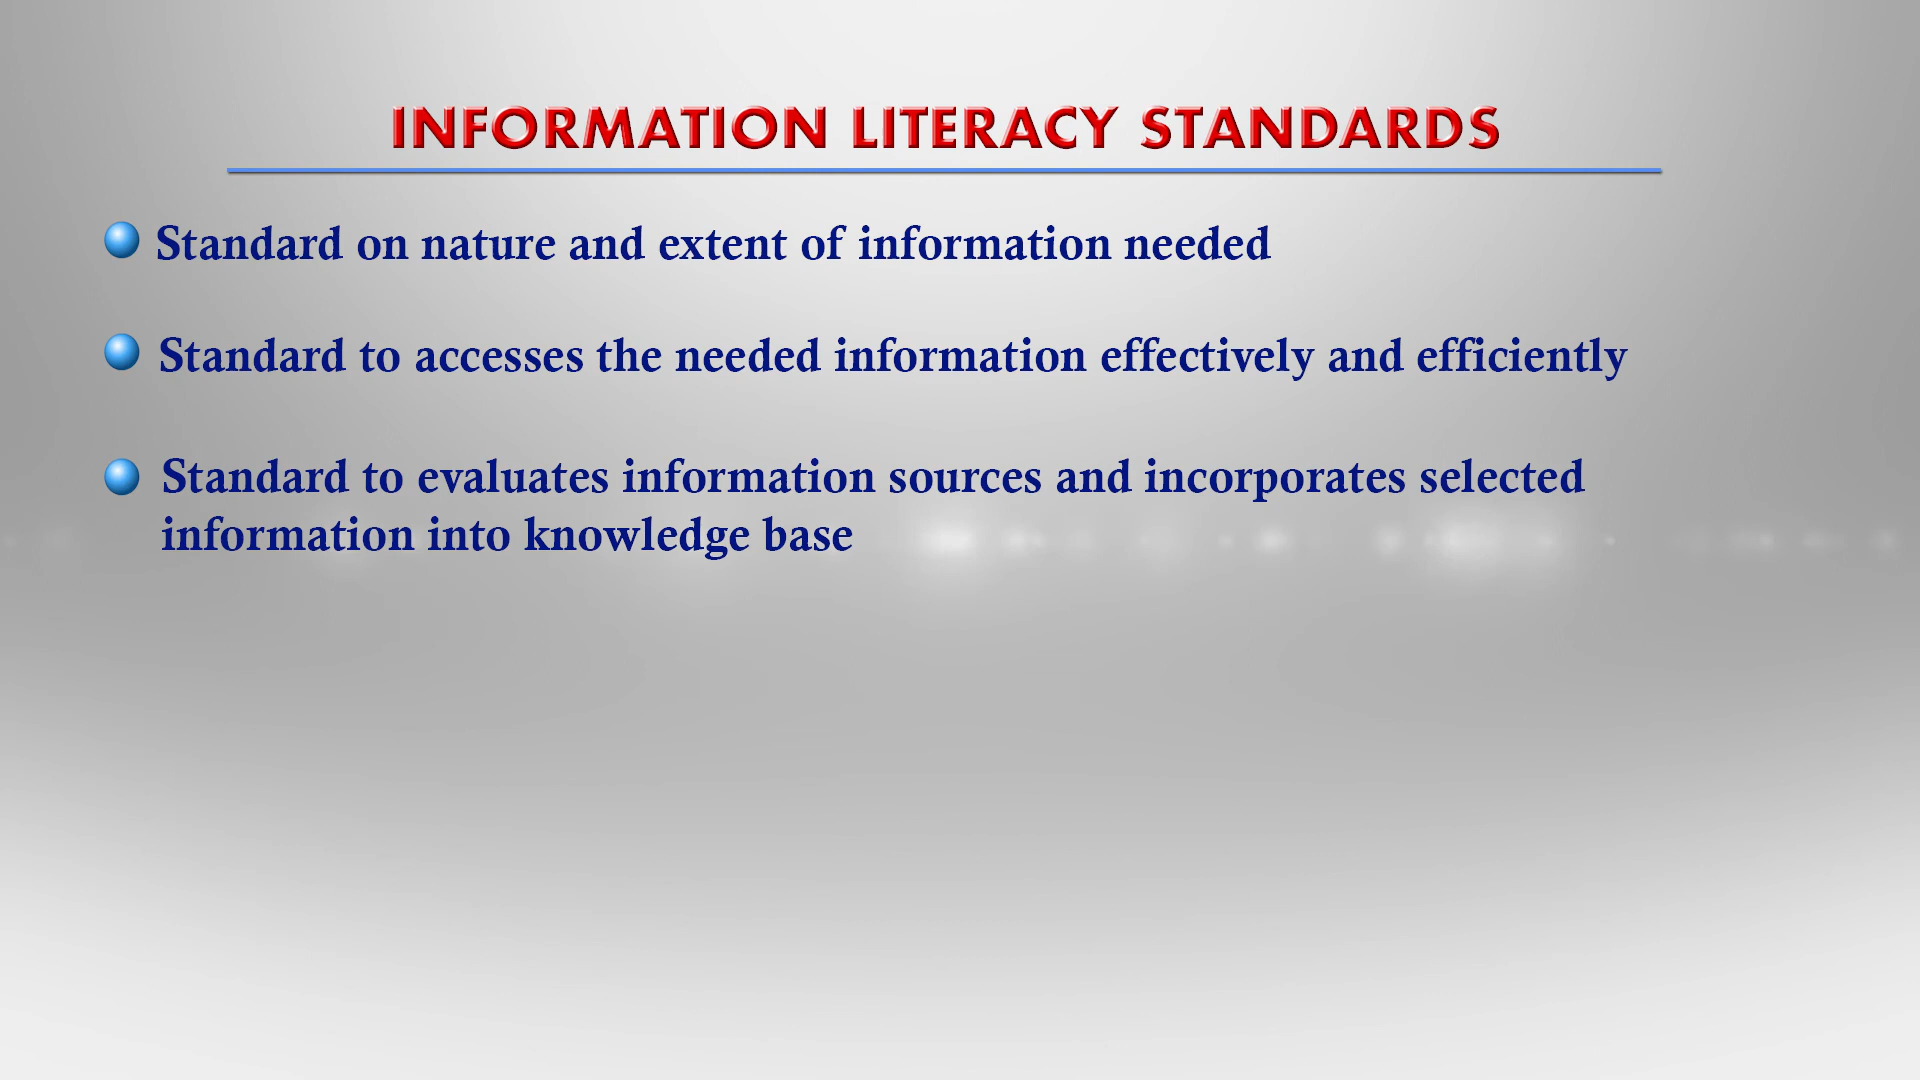 INFORMATION LITERACY STANDARDS
Standard on nature and extent of information needed
Standard to accesses the needed information effectively and efficiently
Standard to evaluates information sources and incorporates selected
information into knowledge base